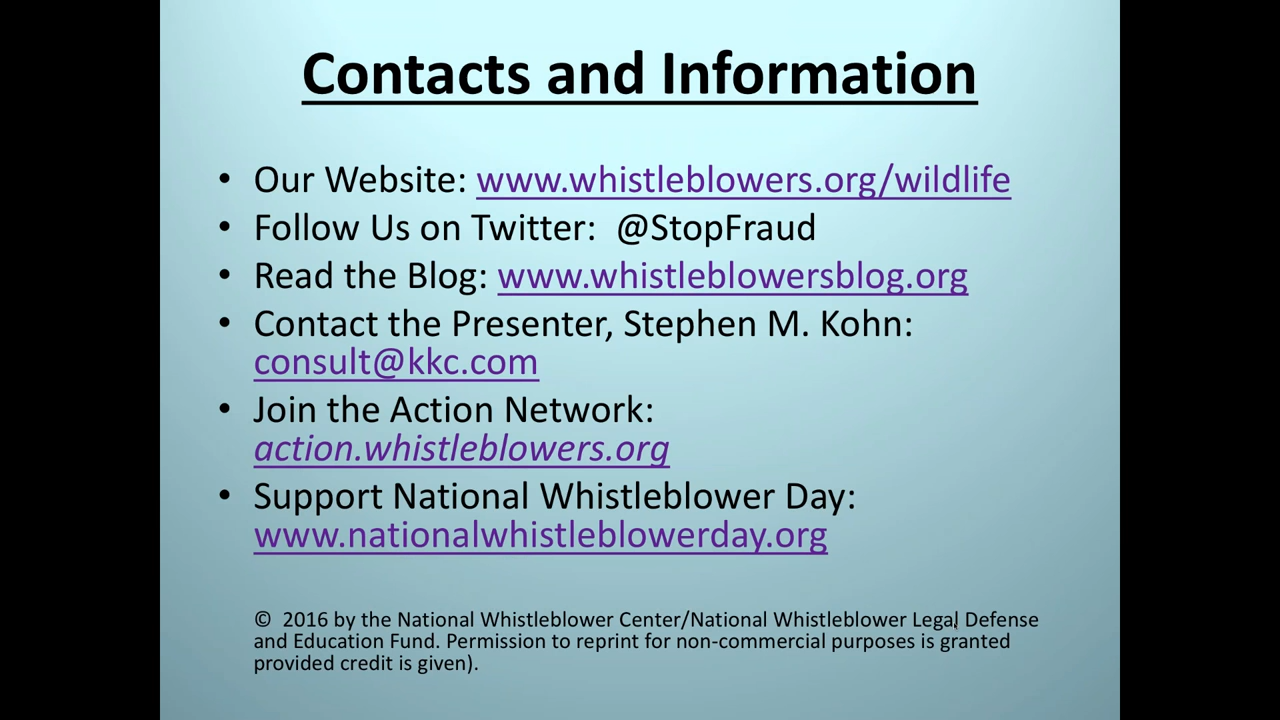 Contacts and Information
• Our Website: www.whistleblowers.org/wildlife
• Follow Us on Twitter:  @StopFraud
• Read the Blog: www.whistleblowersblog.org
• Contact the Presenter, Stephen M. Kohn:
consult@kkc.com
• Join the Action Network:
action.whistleblowers.org
• Support National Whistleblower Day:
www.nationalwhistleblowerday.org
©  2016 by the National Whistleblower Center/National Whistleblower Legal Defense
and Education Fund. Permission to reprint for non-commercial purposes is granted
provided credit is given).